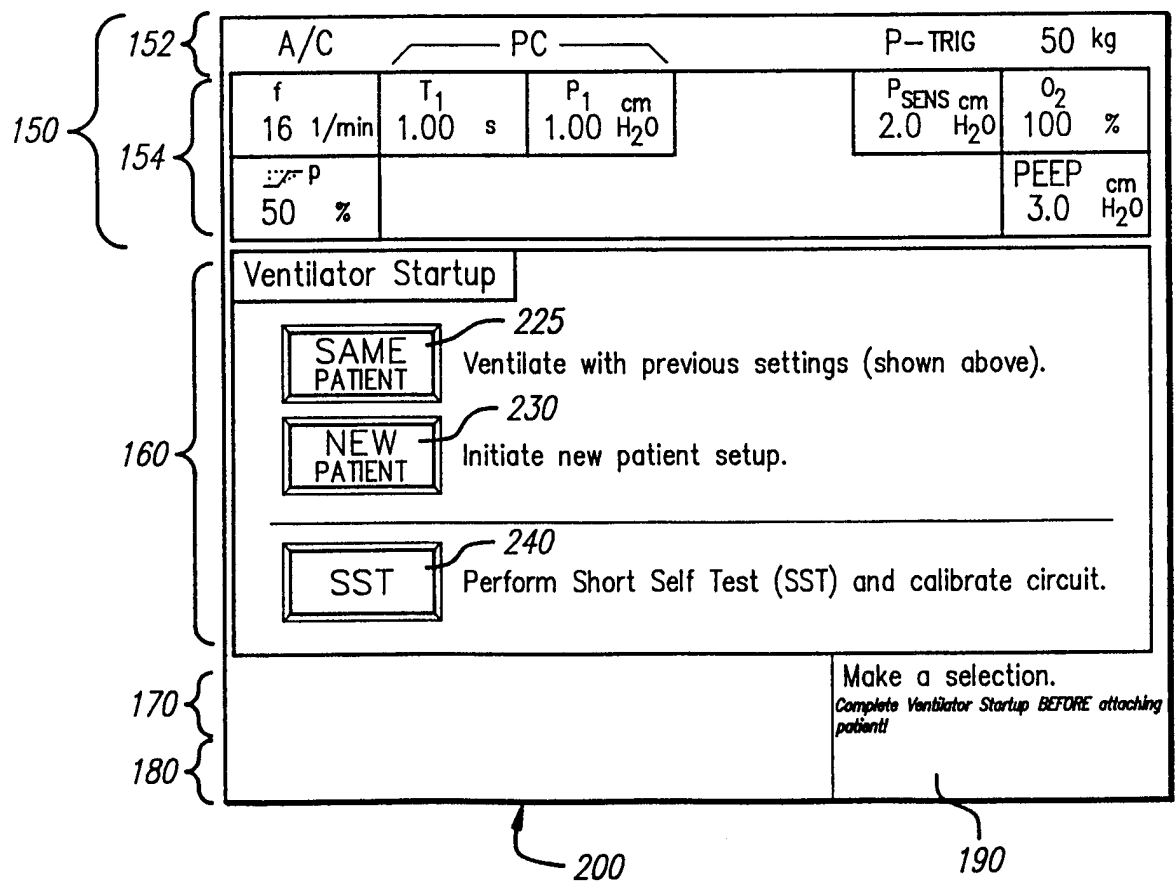 152 A/C PC P-TRIG 50 kg
150
154
f T1 P1 cm PSENS cm O2
16 1/min 1.00 s 1.00 H2O 2.0 H2O 100 %
P PEEP cm
50 % 3.0 H2O
160
Ventilator Startup
225
SAME
PATIENT
Ventilate with previous settings (shown above).
230
NEW
PATIENT
Initiate new patient setup.
240
SST
Perform Short Self Test (SST) and calibrate circuit.
170
180
Make a selection.
Complete Ventilator Startup BEFORE attaching
patient!
200
190